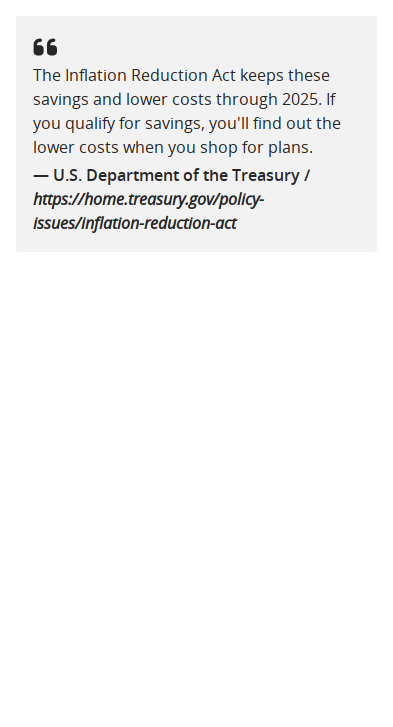 The Inflation Reduction Act keeps these
savings and lower costs through 2025. If
you qualify for savings, you'll find out the
lower costs when you shop for plans.
— U.S. Department of the Treasury /
https://home.treasury.gov/policy-
issues/inflation-reduction-act